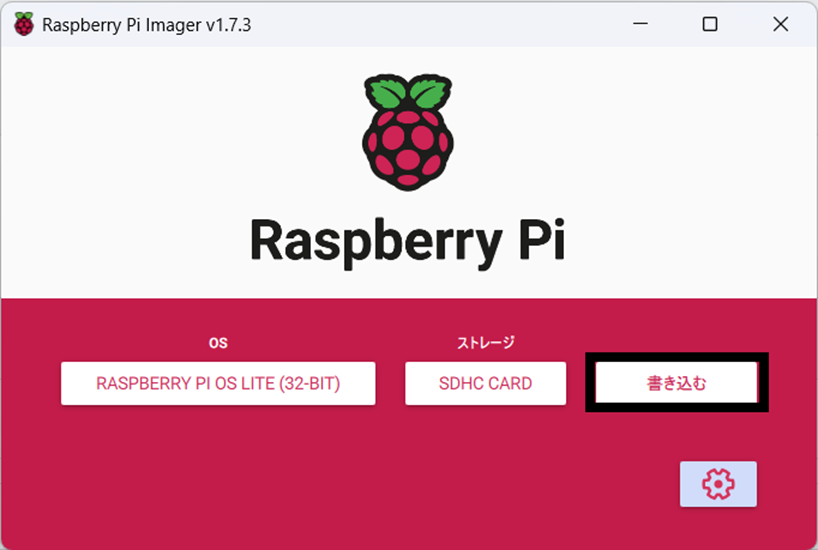 Raspberry Pi Imager v1.7.3
Raspberry Pi
OS
ストレージ
RASPBERRY PI OS LITE (32-BIT)
SDHC CARD
書き込む